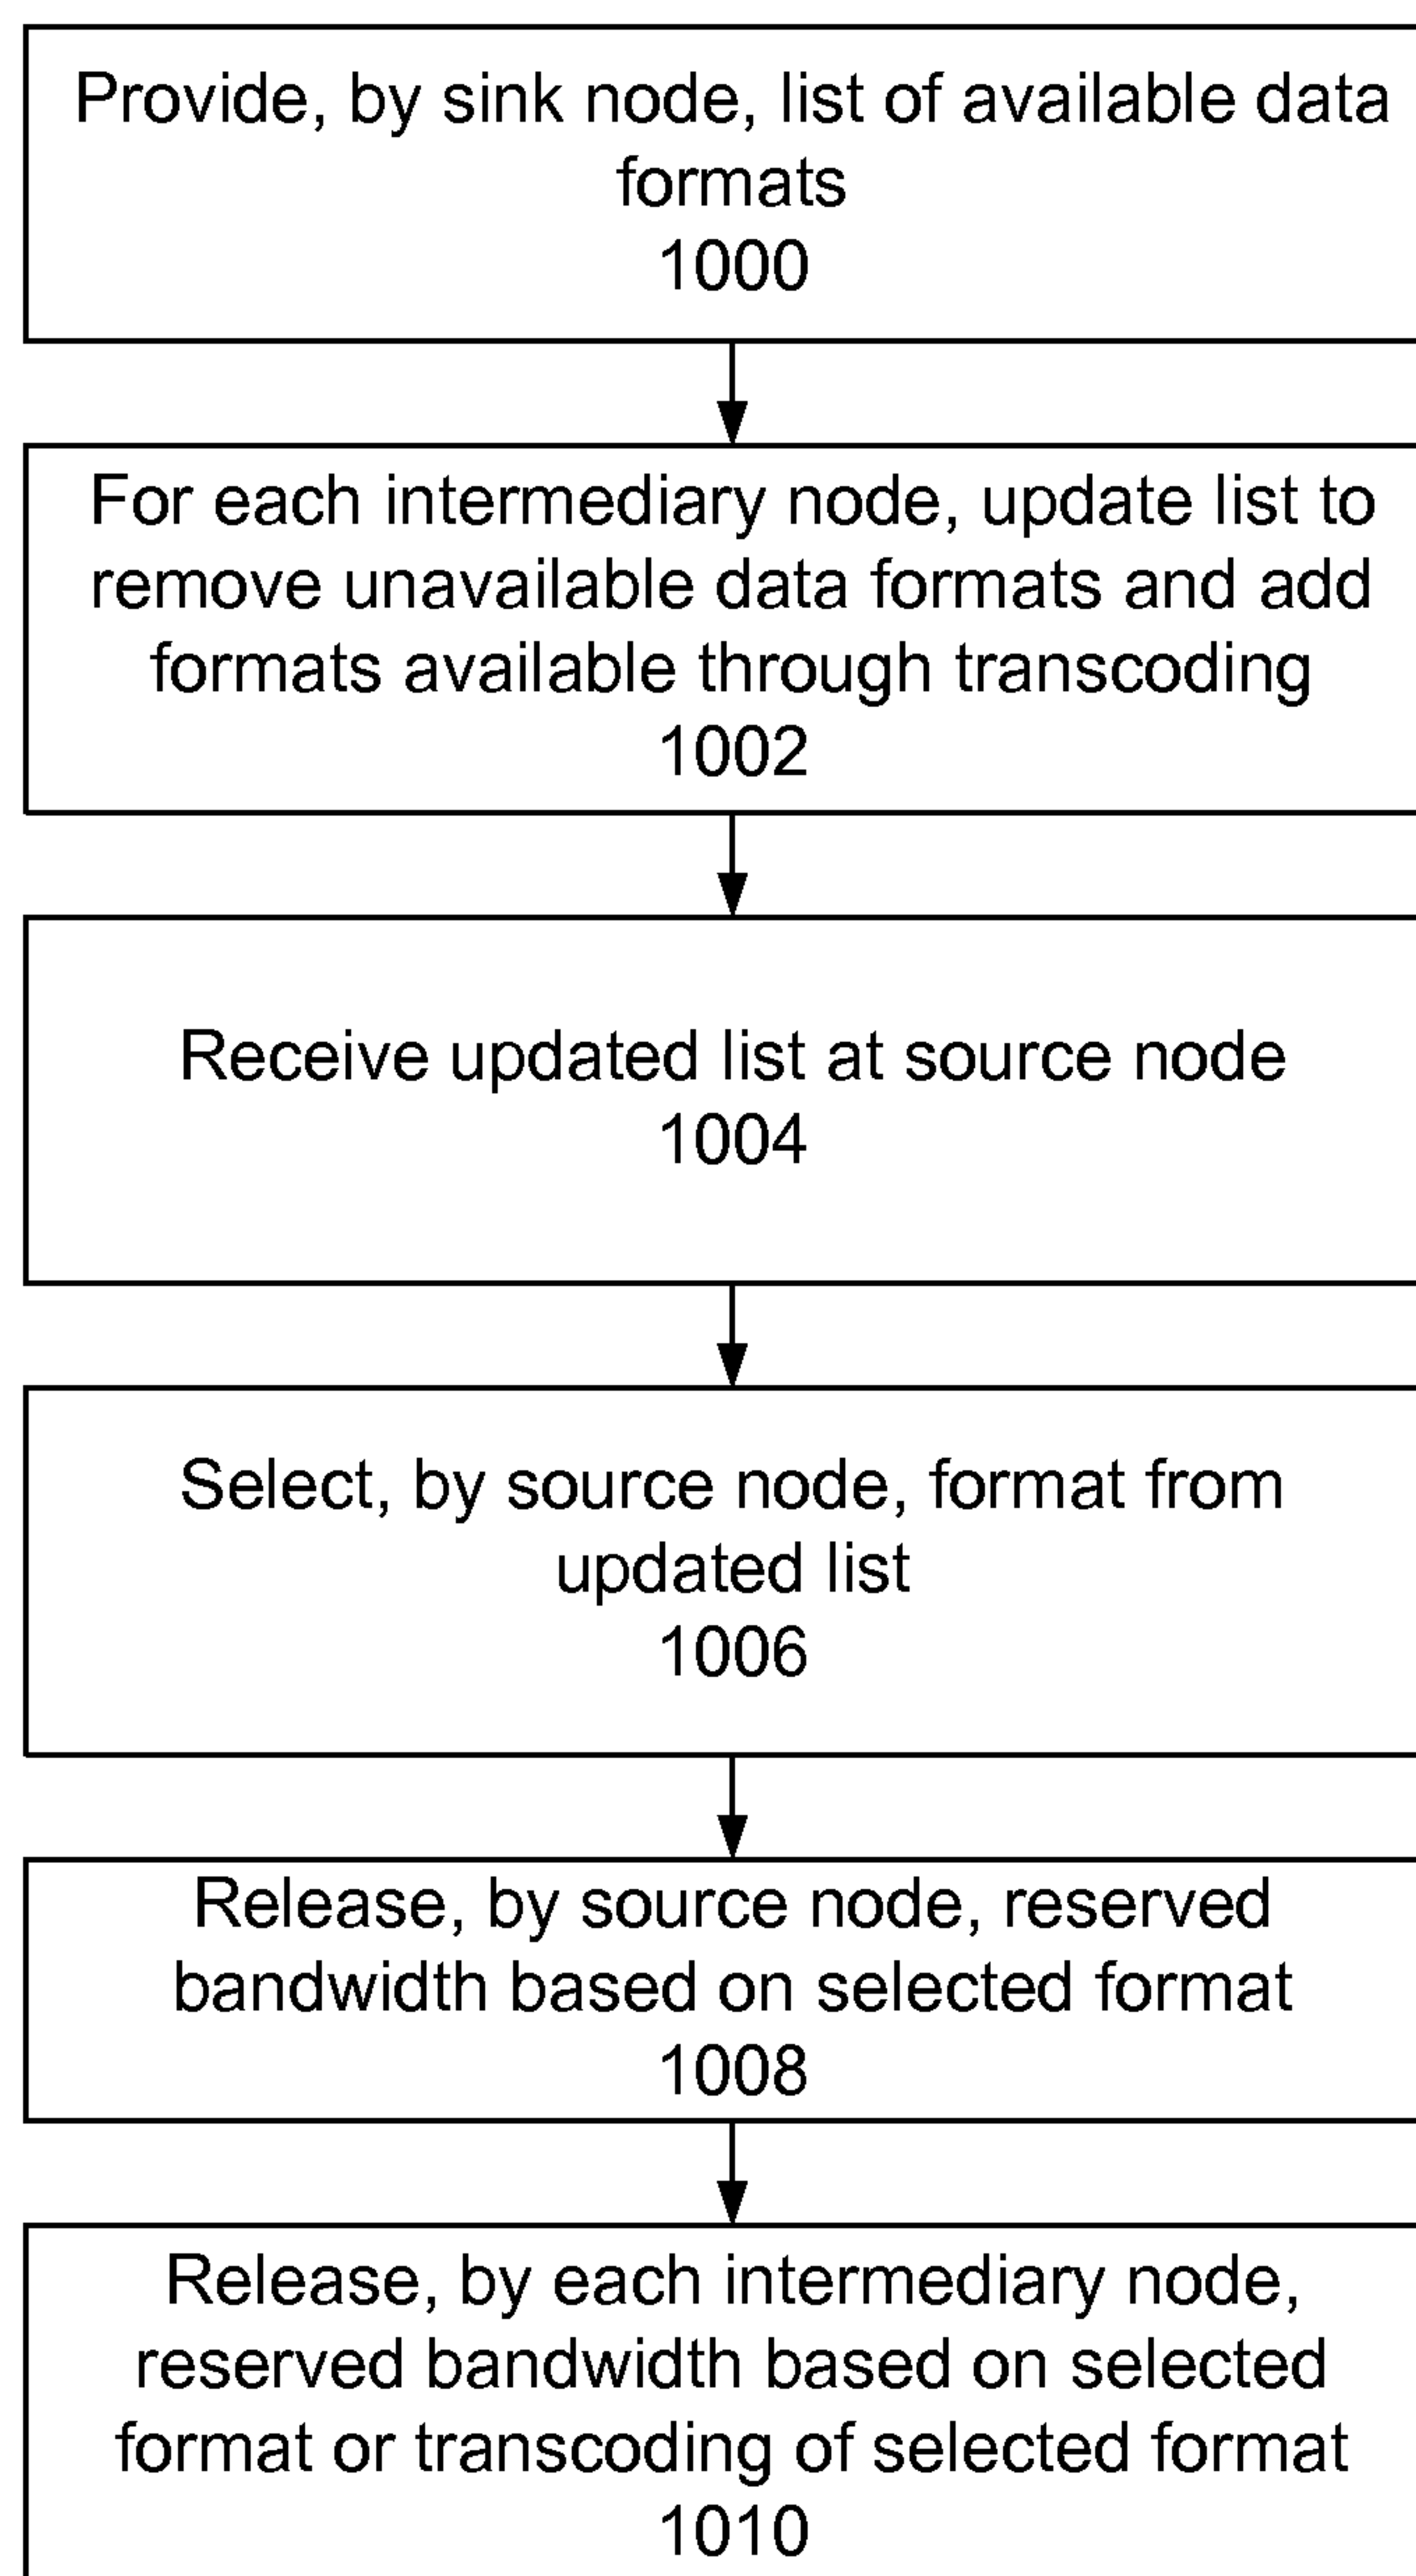 Provide, by sink node, list of available data
formats
1000
For each intermediary node, update list to
remove unavailable data formats and add
formats available through transcoding
1002
Receive updated list at source node
1004
Select, by source node, format from
updated list
1006
Release, by source node, reserved
bandwidth based on selected format
1008
Release, by each intermediary node,
reserved bandwidth based on selected
format or transcoding of selected format
1010